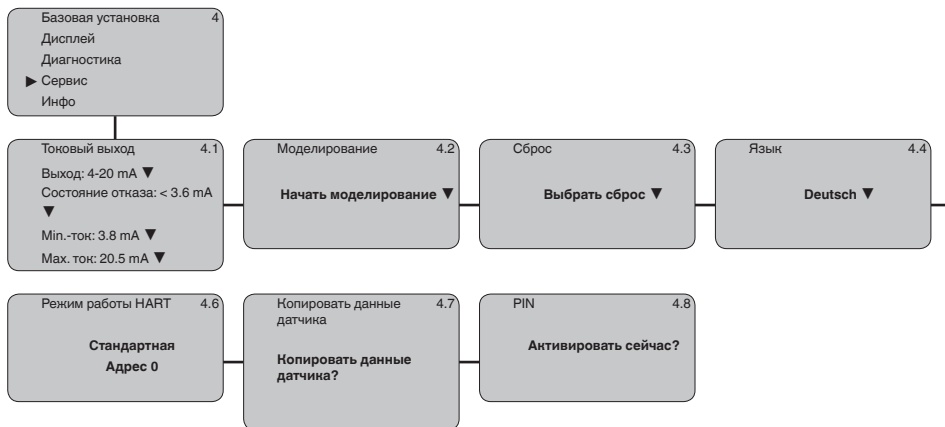 Базовая установка 4
Дисплей
Диагностика
▶ Сервис
Инфо
Токовый выход 4.1
Выход: 4-20 mA ▼
Состояние отказа: < 3.6 mA
▼
Min.-ток: 3.8 mA ▼
Max. ток: 20.5 mA ▼
Моделирование 4.2
Начать моделирование ▼
Сброс 4.3
Выбрать сброс ▼
Язык 4.4
Deutsch ▼
Режим работы HART 4.6
Стандартная
Адрес 0
Копировать данные 4.7
датчика
Копировать данные
датчика?
PIN 4.8
Активировать сейчас?